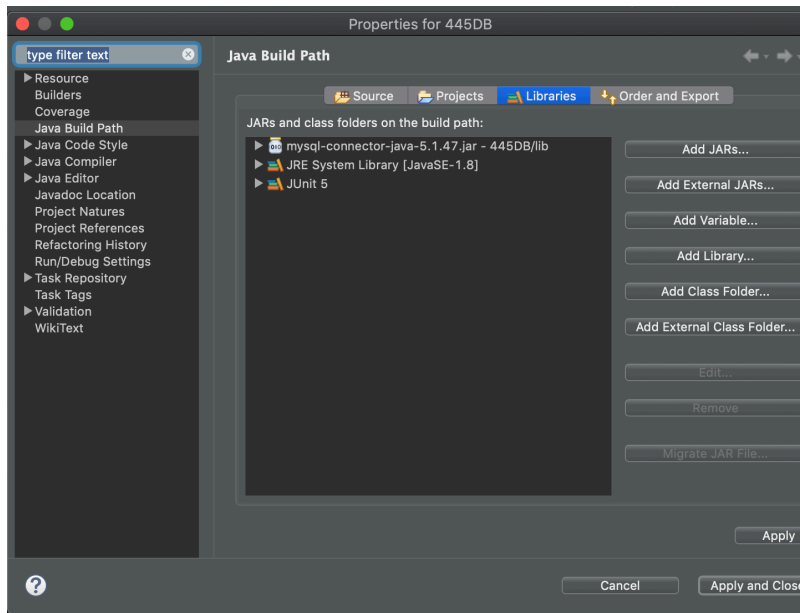 Properties for 445DB
type filter text
Resource
Builders
Coverage
Java Build Path
Java Code Style
Java Compiler
Java Editor
Javadoc Location
Project Natures
Project References
Refactoring History
Run/Debug Settings
Task Repository
Task Tags
Validation
WikiText
Java Build Path
Source
Projects
Libraries
Order and Export
JARs and class folders on the build path:
mysql-connector-java-5.1.47.jar - 445DB/lib
JRE System Library [JavaSE-1.8]
JUnit 5
Add JARs...
Add External JARs...
Add Variable...
Add Library...
Add Class Folder...
Add External Class Folder...
Edit...
Remove
Migrate JAR File...
Apply
?
Cancel
Apply and Close